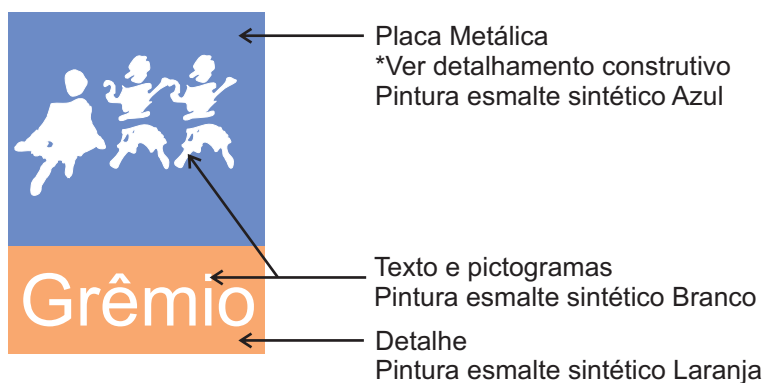 Placa Metálica
*Ver detalhamento construtivo
Pintura esmalte sintético Azul
Texto e pictogramas
Pintura esmalte sintético Branco
Grêmio
Detalhe
Pintura esmalte sintético Laranja